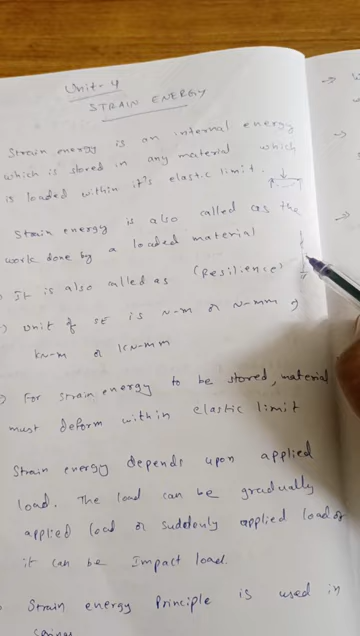 Unit-4
STRAIN ENERGY
Strain energy is an internal energy
which is stored in any material which
is loaded within it's elastic limit.
Strain energy is also called as the
work done by a loaded material
It is also called as (Resilience)
Unit of SE is N-m or N-mm
KN-m or KN-mm
For strain energy to be stored, material
must deform within elastic limit
Strain energy depends upon applied
load. The load can be gradually
applied load or suddenly applied load or
it can be Impact load.
Strain energy Principle is used in
Springs